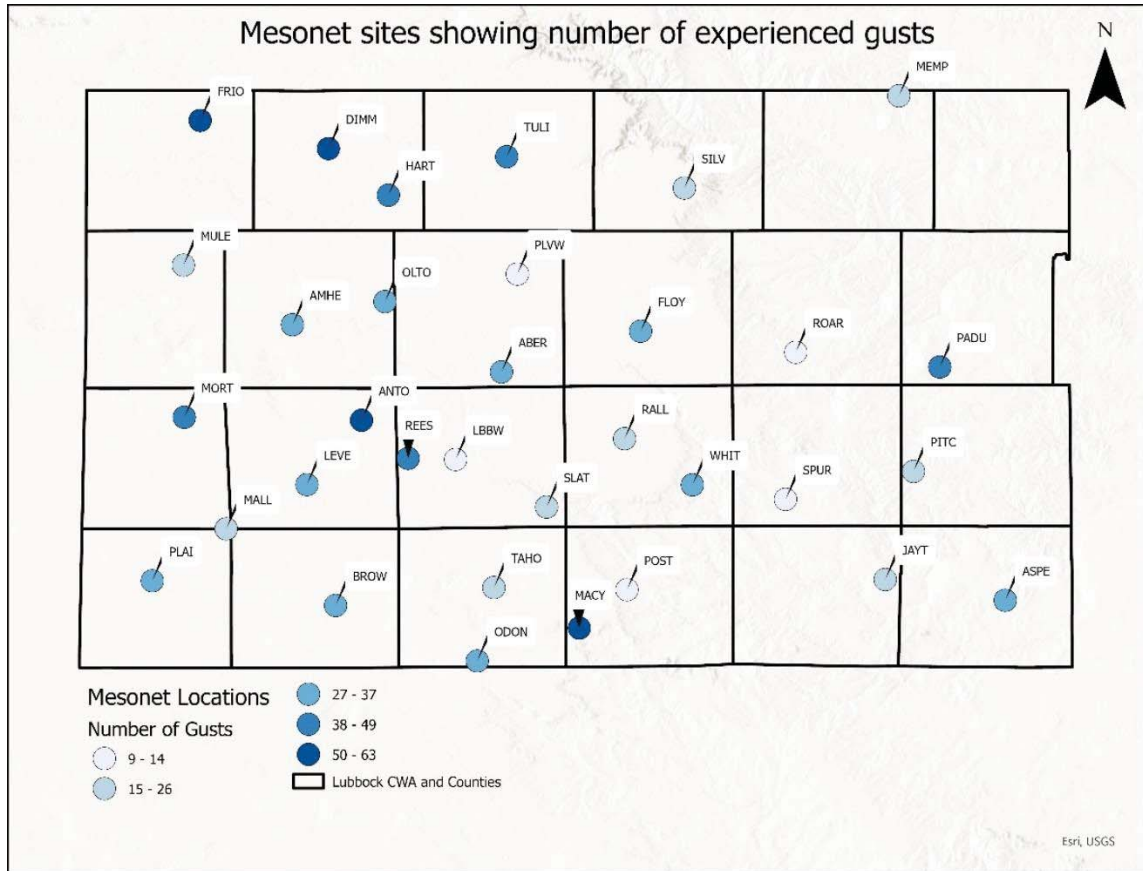 Mesonet sites showing number of experienced gusts
N
MEMP
FRIO
DIMM
TULI
HART
SILV
MULE
PLVW
OLTO
AMHE
FLOY
ROAR
ABER
PADU
MORT
ANTO
REES
LBBW
RALL
LEVE
WHIT
SPUR
PITC
SLAT
MALL
PLAI
BROW
TAHO
POST
JAYT
ASPE
MACY
ODON
Mesonet Locations
Number of Gusts
9 - 14
15 - 26
27 - 37
38 - 49
50 - 63
Lubbock CWA and Counties
Esri, USGS